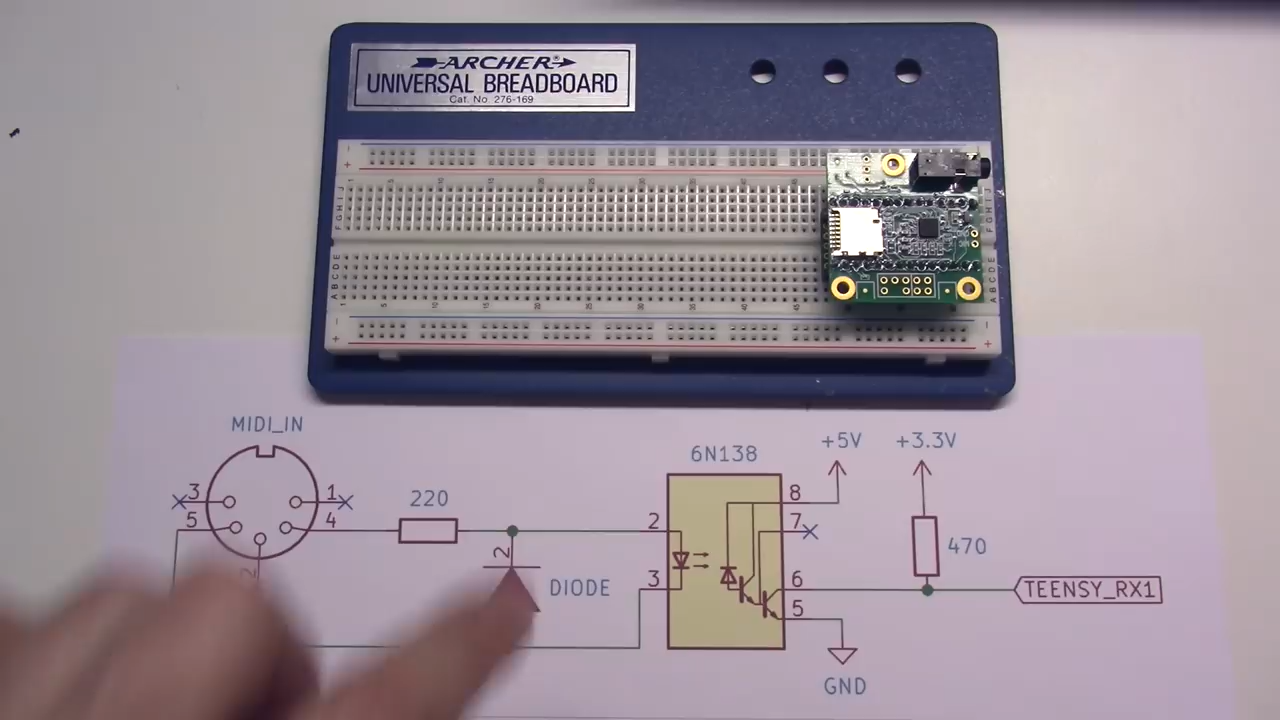 ARCHER®
UNIVERSAL BREADBOARD
Cat. No. 276-169
MIDI_IN
3
1
5
4
2
220
2
DIODE
6N138
2
3
8
7
6
5
+5V
+3.3V
470
TEENSY_RX1
GND